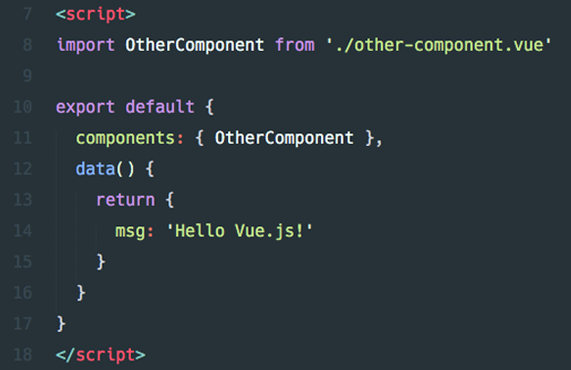 7 <script>
8 import OtherComponent from './other-component.vue'
9
10 export default {
11   components: { OtherComponent },
12   data() {
13     return {
14       msg: 'Hello Vue.js!'
15     }
16   }
17 }
18 </script>